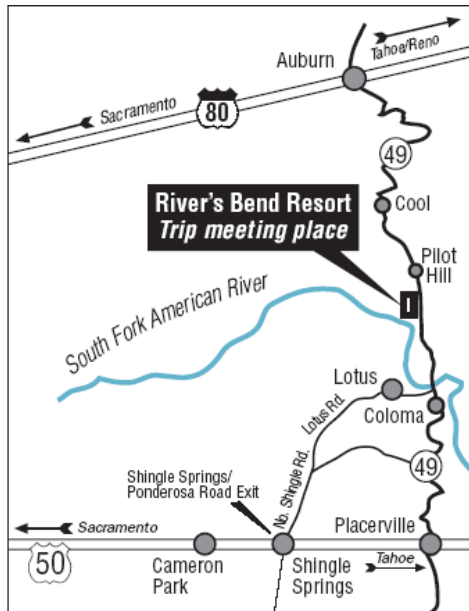 Tahoe/Reno
Auburn
Sacramento
80
49
River's Bend Resort
Trip meeting place
Cool
Pilot
Hill
South Fork American River
Lotus
Lotus Rd.
Coloma
No. Shingle Rd.
49
Shingle Springs/
Ponderosa Road Exit
Sacramento
Placerville
50
Cameron
Park
Shingle
Springs
Tahoe